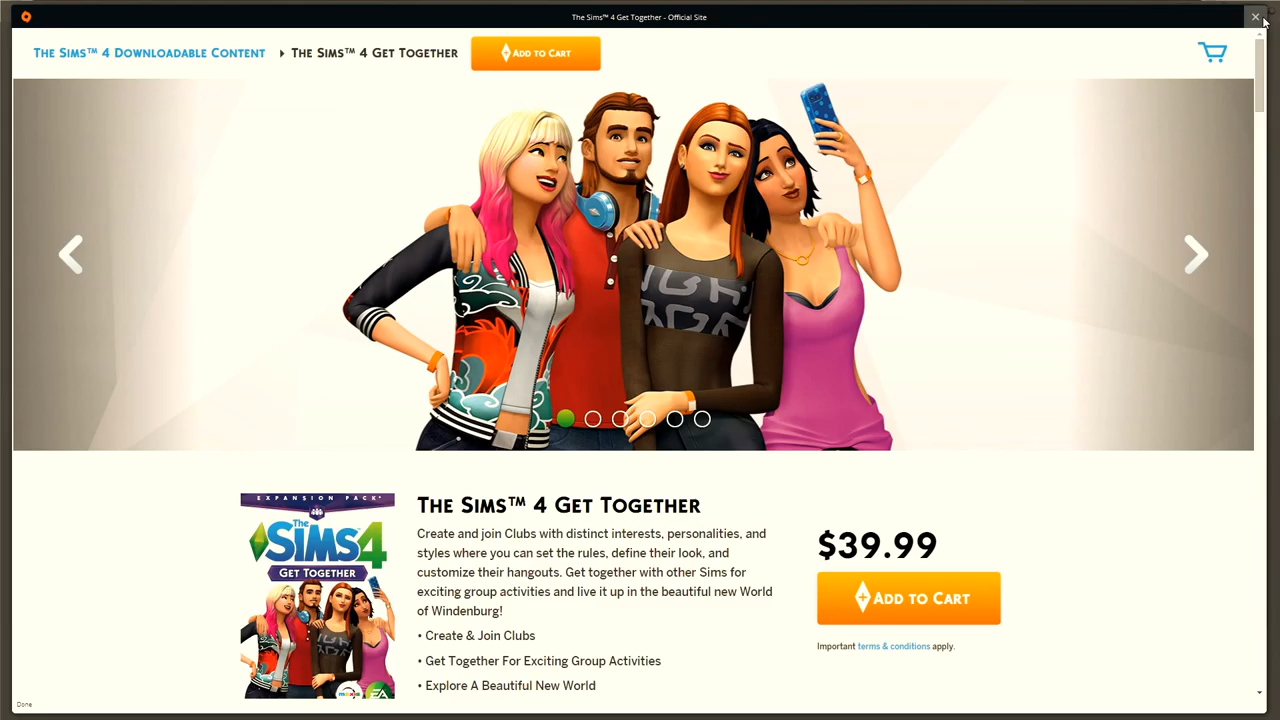 The Sims™ 4 Get Together - Official Site
The Sims™ 4 Downloadable Content
The Sims™ 4 Get Together
Add to Cart
EXPANSION PACK
The
SIMS 4
GET TOGETHER
maxis
EA
The Sims™ 4 Get Together
Create and join Clubs with distinct interests, personalities, and
styles where you can set the rules, define their look, and
customize their hangouts. Get together with other Sims for
exciting group activities and live it up in the beautiful new World
of Windenburg!
• Create & Join Clubs
• Get Together For Exciting Group Activities
• Explore A Beautiful New World
$39.99
Add to Cart
Important terms & conditions apply.
Done